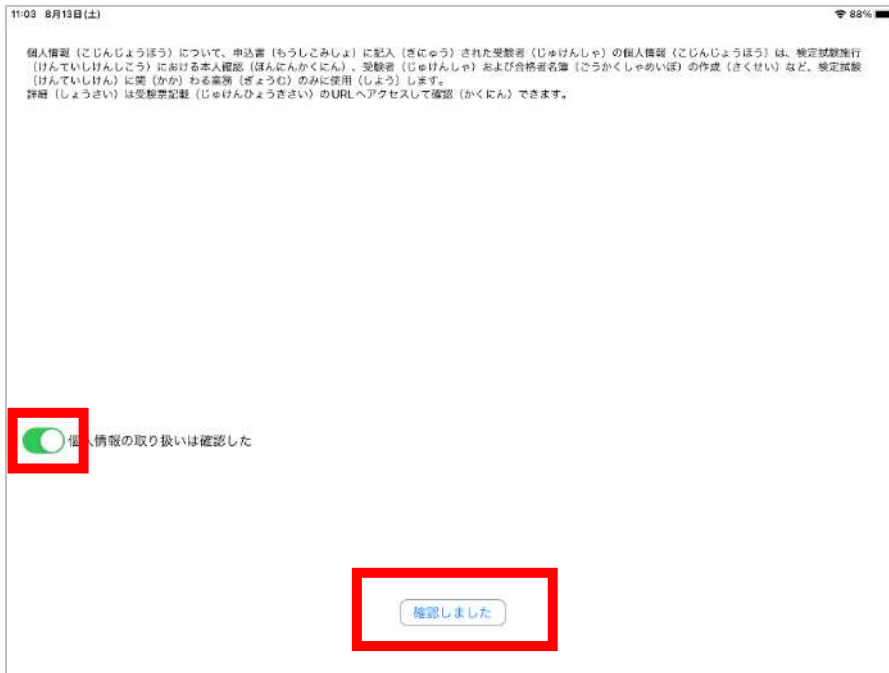 11:03 8月13日(土)
88%
個人情報（こじんじょうほう）について、申込書（もうしこみしょ）に記入（きにゅう）された受験者（じゅけんしゃ）の個人情報（こじんじょうほう）は、検定試験施行
（けんていしけんしこう）における本人確認（ほんにんかくにん）、受験者（じゅけんしゃ）および合格者名簿（ごうかくしゃめいぼ）の作成（さくせい）など、検定試験
（けんていしけん）に関（かか）わる業務（ぎょうむ）のみに使用（しよう）します。
詳細（しょうさい）は受験票記載（じゅけんひょうきさい）のURLへアクセスして確認（かくにん）できます。
個人情報の取り扱いは確認した
確認しました